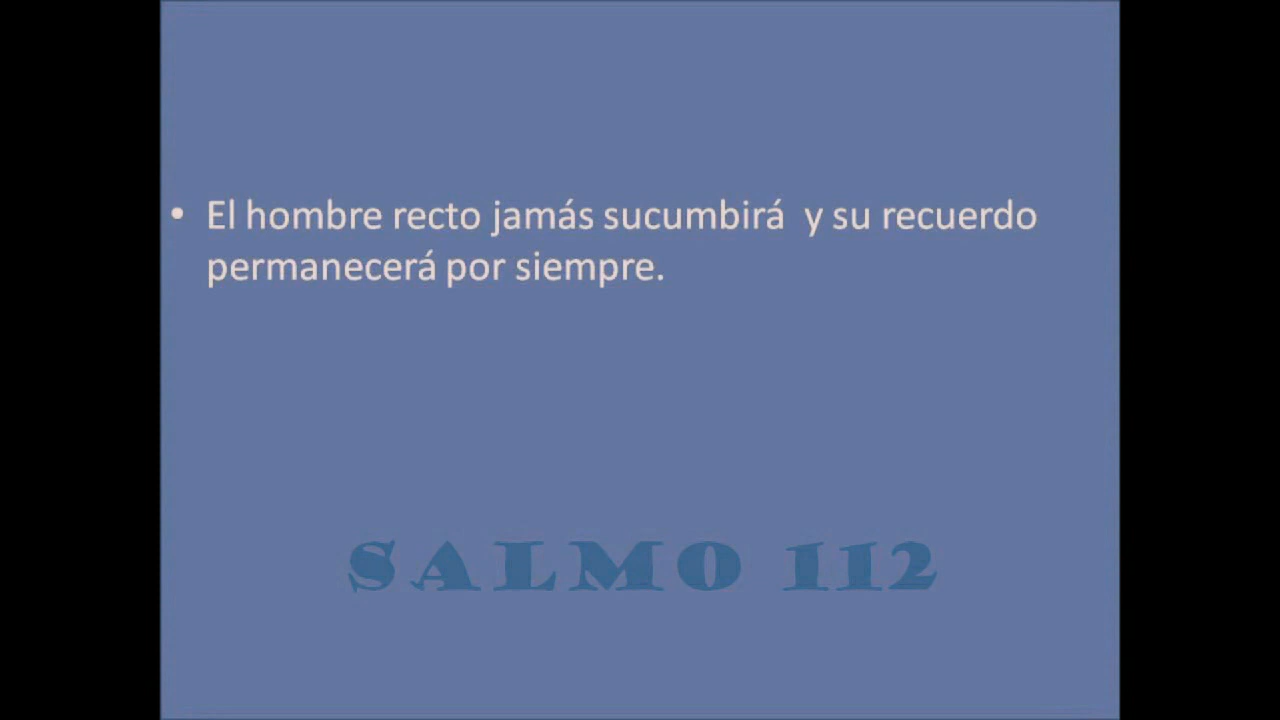 • El hombre recto jamás sucumbirá  y su recuerdo
permanecerá por siempre.
SALMO 112